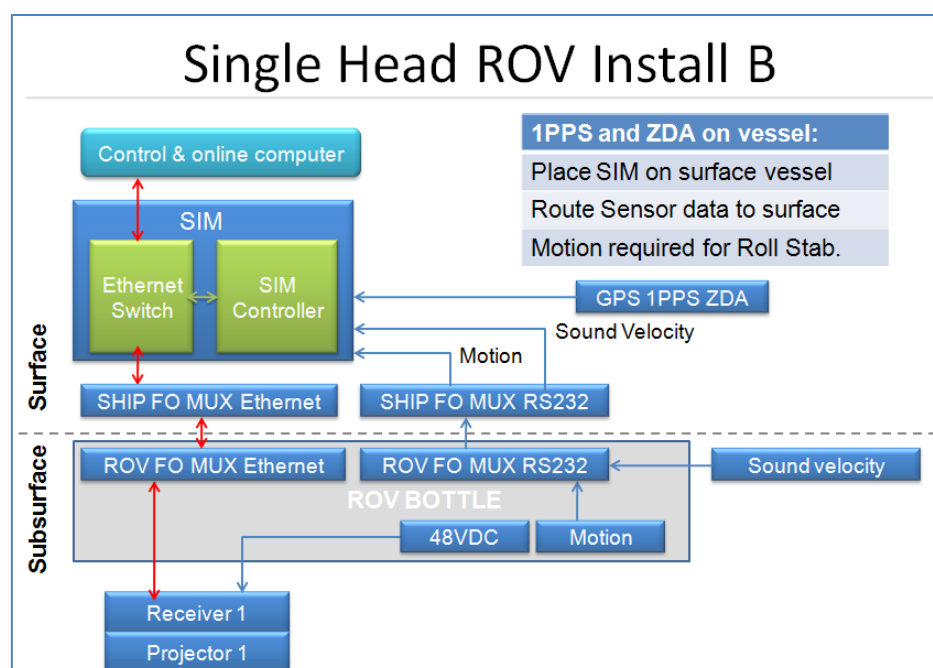 Single Head ROV Install B
Control & online computer
1PPS and ZDA on vessel:
Place SIM on surface vessel
Route Sensor data to surface
Motion required for Roll Stab.
SIM
Ethernet
Switch
SIM
Controller
GPS 1PPS ZDA
Sound Velocity
Motion
Surface
SHIP FO MUX Ethernet
SHIP FO MUX RS232
Subsurface
ROV FO MUX Ethernet
ROV FO MUX RS232
Sound velocity
ROV BOTTLE
48VDC
Motion
Receiver 1
Projector 1